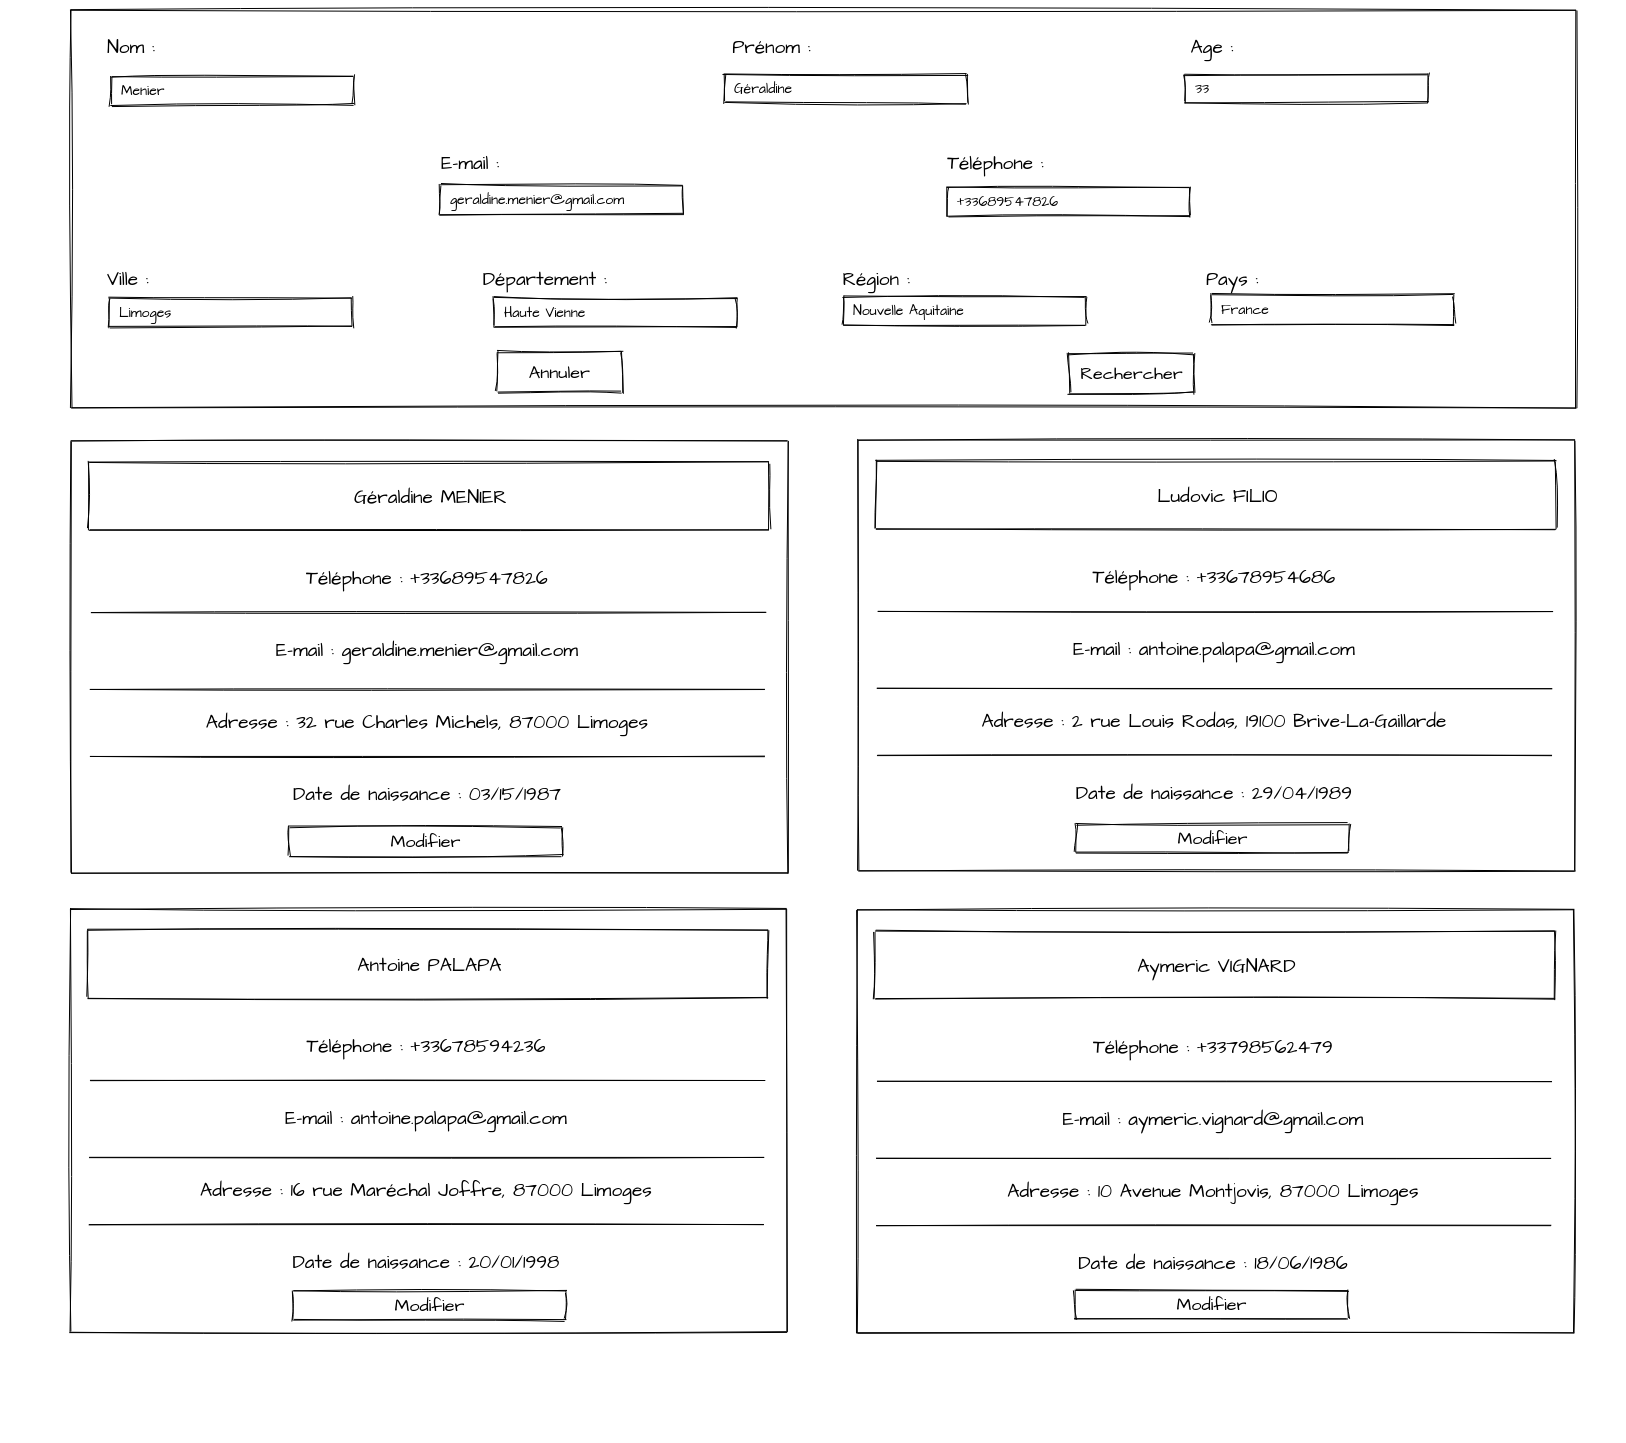 Nom :
Prénom :
Age :
Menier
Géraldine
33
E-mail :
Téléphone :
geraldine.menier@gmail.com
+33689547826
Ville :
Département :
Région :
Pays :
Limoges
Haute Vienne
Nouvelle Aquitaine
France
Annuler
Rechercher
Géraldine MENIER
Téléphone : +33689547826
E-mail : geraldine.menier@gmail.com
Adresse : 32 rue Charles Michels, 87000 Limoges
Date de naissance : 03/15/1987
Modifier
Ludovic FILIO
Téléphone : +33678954686
E-mail : antoine.palapa@gmail.com
Adresse : 2 rue Louis Rodas, 19100 Brive-La-Gaillarde
Date de naissance : 29/04/1989
Modifier
Antoine PALAPA
Téléphone : +33678594236
E-mail : antoine.palapa@gmail.com
Adresse : 16 rue Maréchal Joffre, 87000 Limoges
Date de naissance : 20/01/1998
Modifier
Aymeric VIGNARD
Téléphone : +33798562479
E-mail : aymeric.vignard@gmail.com
Adresse : 10 Avenue Montjovis, 87000 Limoges
Date de naissance : 18/06/1986
Modifier